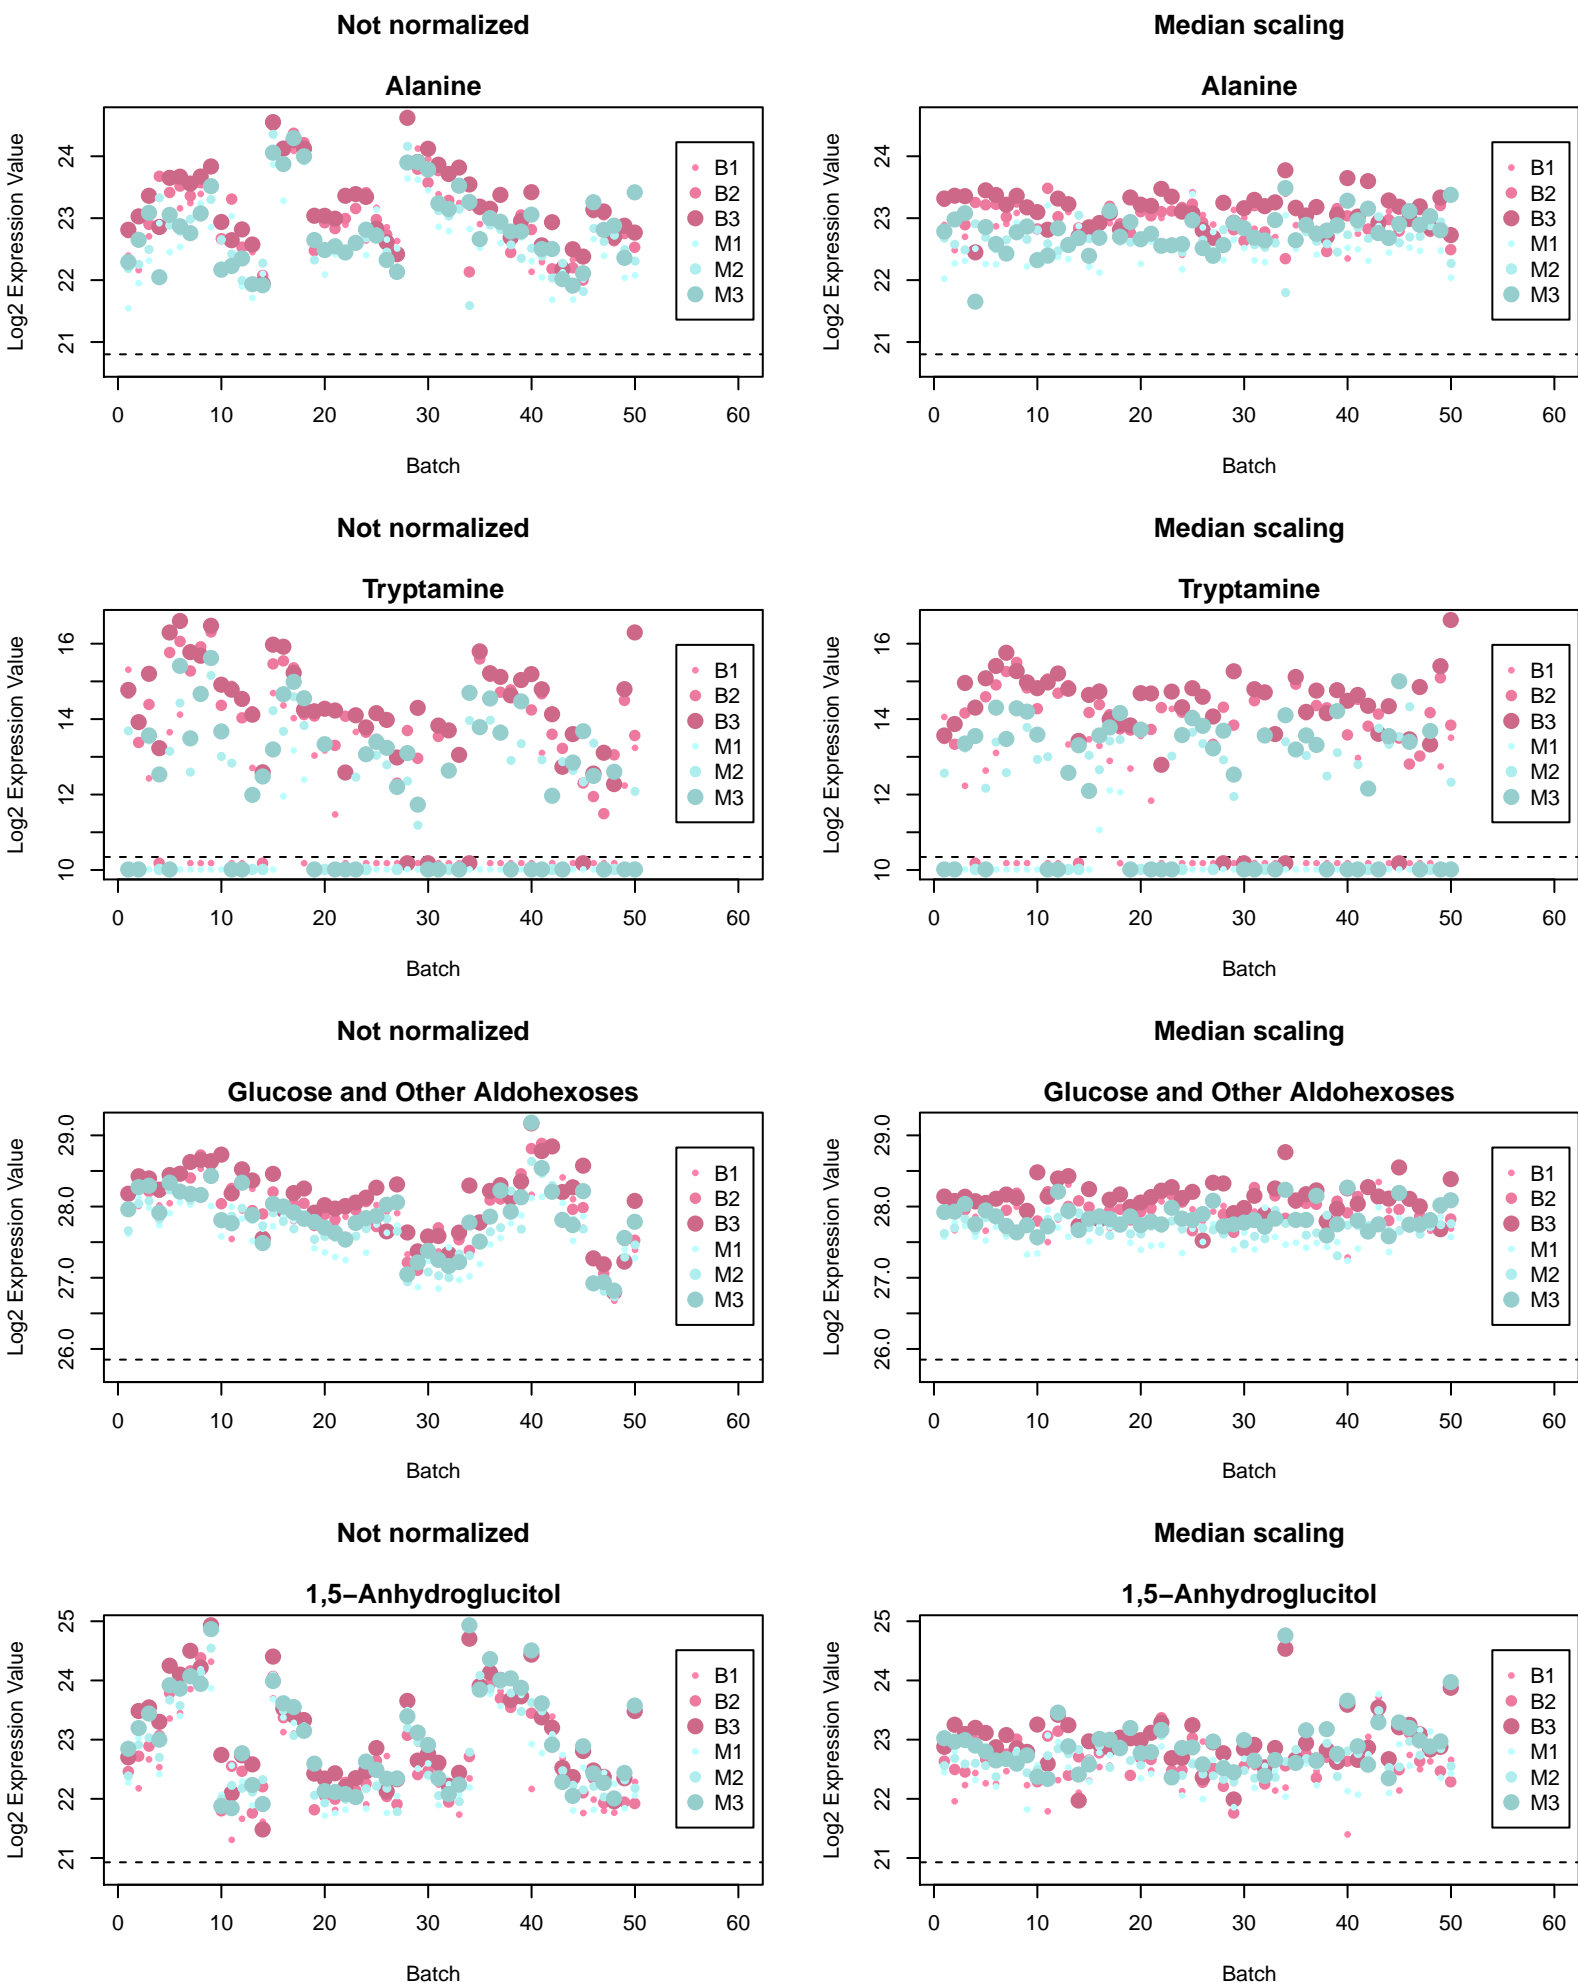 Not normalized
Alanine
Log2 Expression Value
24
23
22
21
0 10 20 30 40 50 60
Batch
B1
B2
B3
M1
M2
M3
Median scaling
Alanine
Log2 Expression Value
24
23
22
21
0 10 20 30 40 50 60
Batch
B1
B2
B3
M1
M2
M3
Not normalized
Tryptamine
Log2 Expression Value
16
14
12
10
0 10 20 30 40 50 60
Batch
B1
B2
B3
M1
M2
M3
Median scaling
Tryptamine
Log2 Expression Value
16
14
12
10
0 10 20 30 40 50 60
Batch
B1
B2
B3
M1
M2
M3
Not normalized
Glucose and Other Aldohexoses
Log2 Expression Value
29.0
28.0
27.0
26.0
0 10 20 30 40 50 60
Batch
B1
B2
B3
M1
M2
M3
Median scaling
Glucose and Other Aldohexoses
Log2 Expression Value
29.0
28.0
27.0
26.0
0 10 20 30 40 50 60
Batch
B1
B2
B3
M1
M2
M3
Not normalized
1,5−Anhydroglucitol
Log2 Expression Value
25
24
23
22
21
0 10 20 30 40 50 60
Batch
B1
B2
B3
M1
M2
M3
Median scaling
1,5−Anhydroglucitol
Log2 Expression Value
25
24
23
22
21
0 10 20 30 40 50 60
Batch
B1
B2
B3
M1
M2
M3